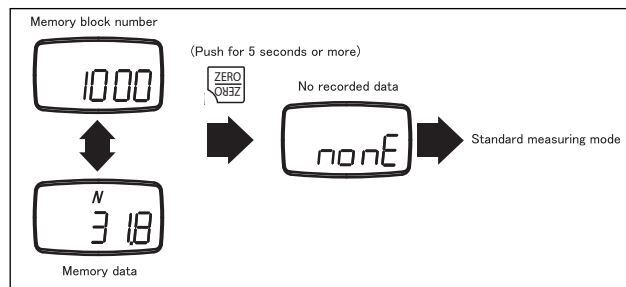 Memory block number
1000
(Push for 5 seconds or more)
ZERO
ZERO
No recorded data
nonE
Standard measuring mode
N
31.8
Memory data